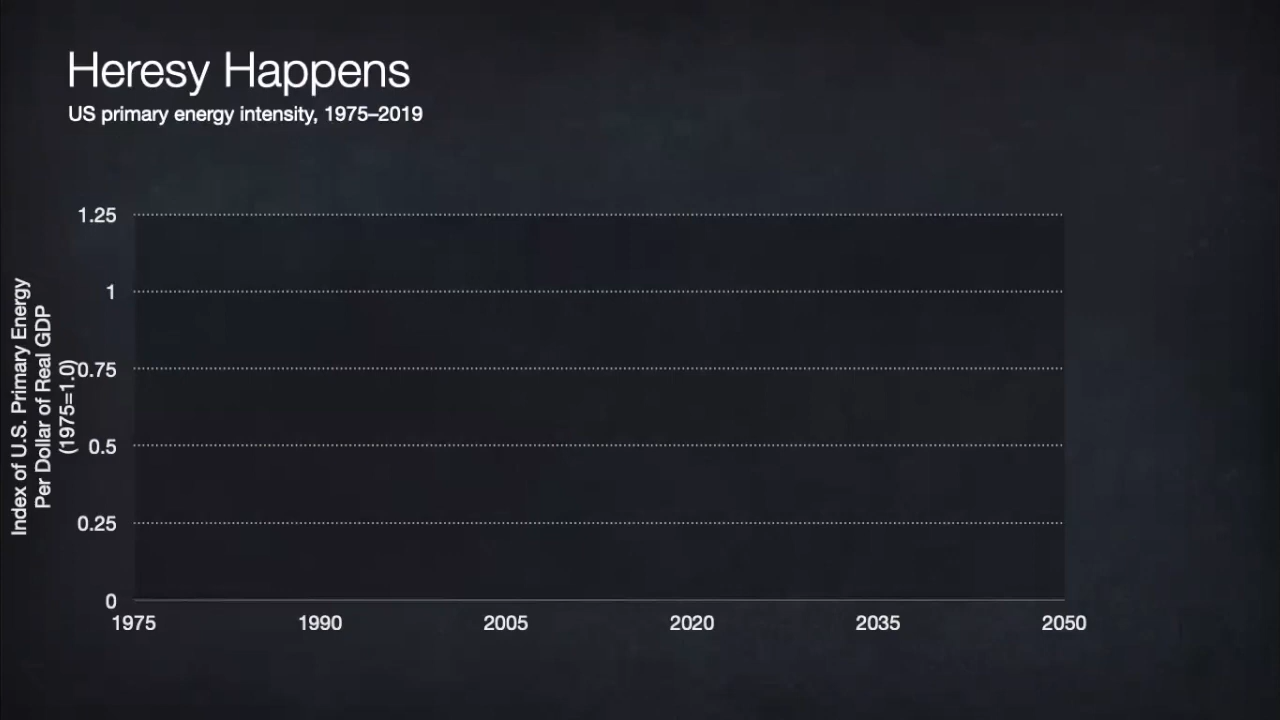 Heresy Happens
US primary energy intensity, 1975–2019
Index of U.S. Primary Energy
Per Dollar of Real GDP
(1975=1.0)
1.25
1
0.75
0.5
0.25
0
1975 1990 2005 2020 2035 2050